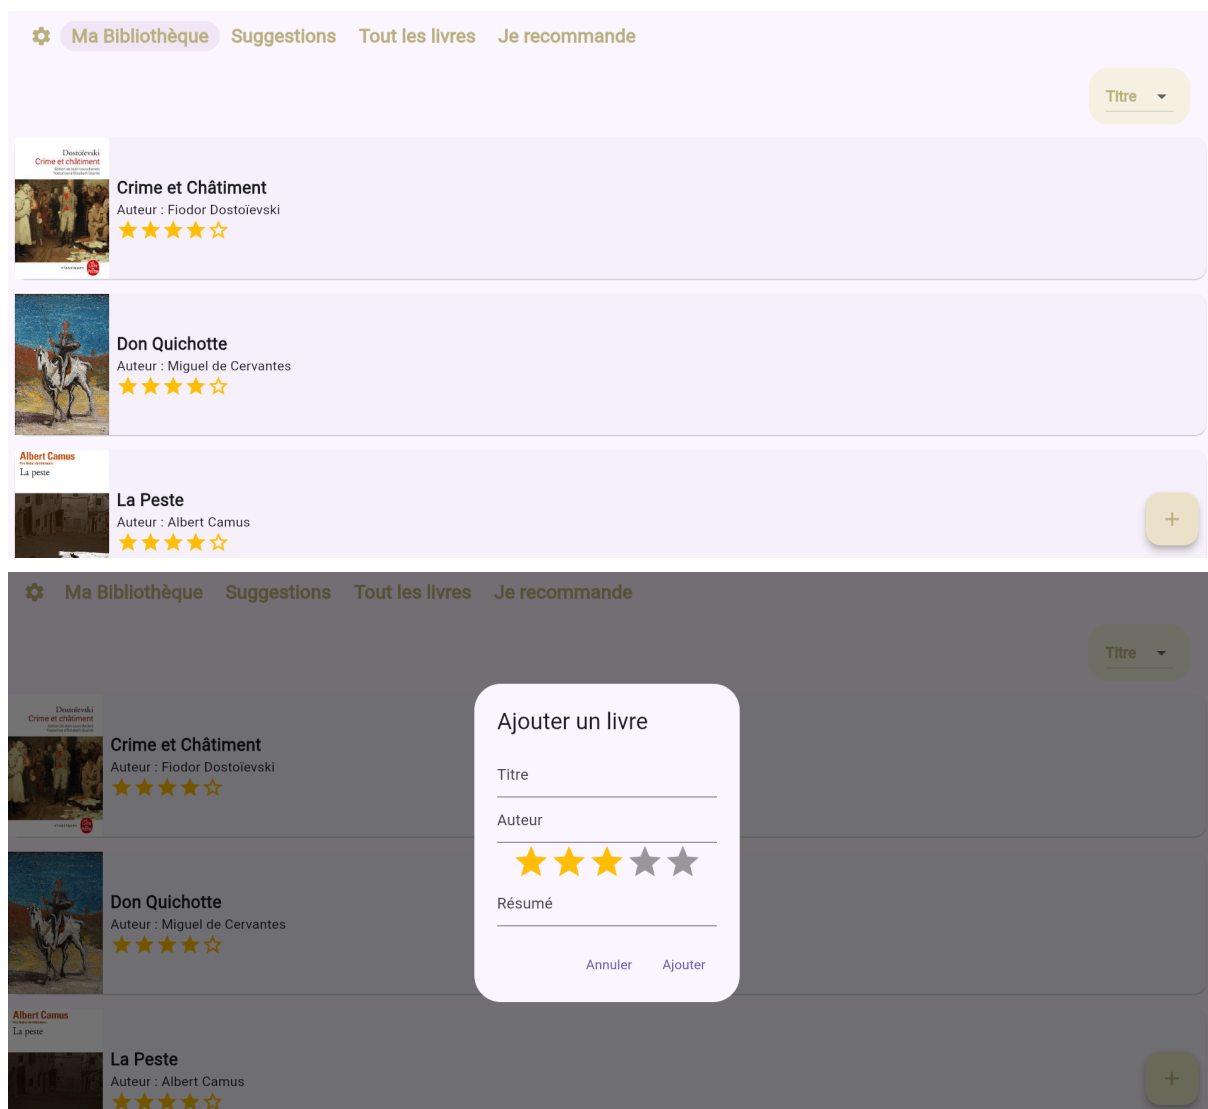 Ma Bibliothèque Suggestions Tout les livres Je recommande
Titre
Dostoïevski
Crime et châtiment
Crime et Châtiment
Auteur : Fiodor Dostoïevski
Don Quichotte
Auteur : Miguel de Cervantes
Albert Camus
La peste
La Peste
Auteur : Albert Camus
+
Ma Bibliothèque Suggestions Tout les livres Je recommande
Titre
Dostoïevski
Crime et châtiment
Crime et Châtiment
Auteur : Fiodor Dostoïevski
Ajouter un livre
Titre
Auteur
Résumé
Annuler Ajouter
Don Quichotte
Auteur : Miguel de Cervantes
Albert Camus
La peste
La Peste
Auteur : Albert Camus
+